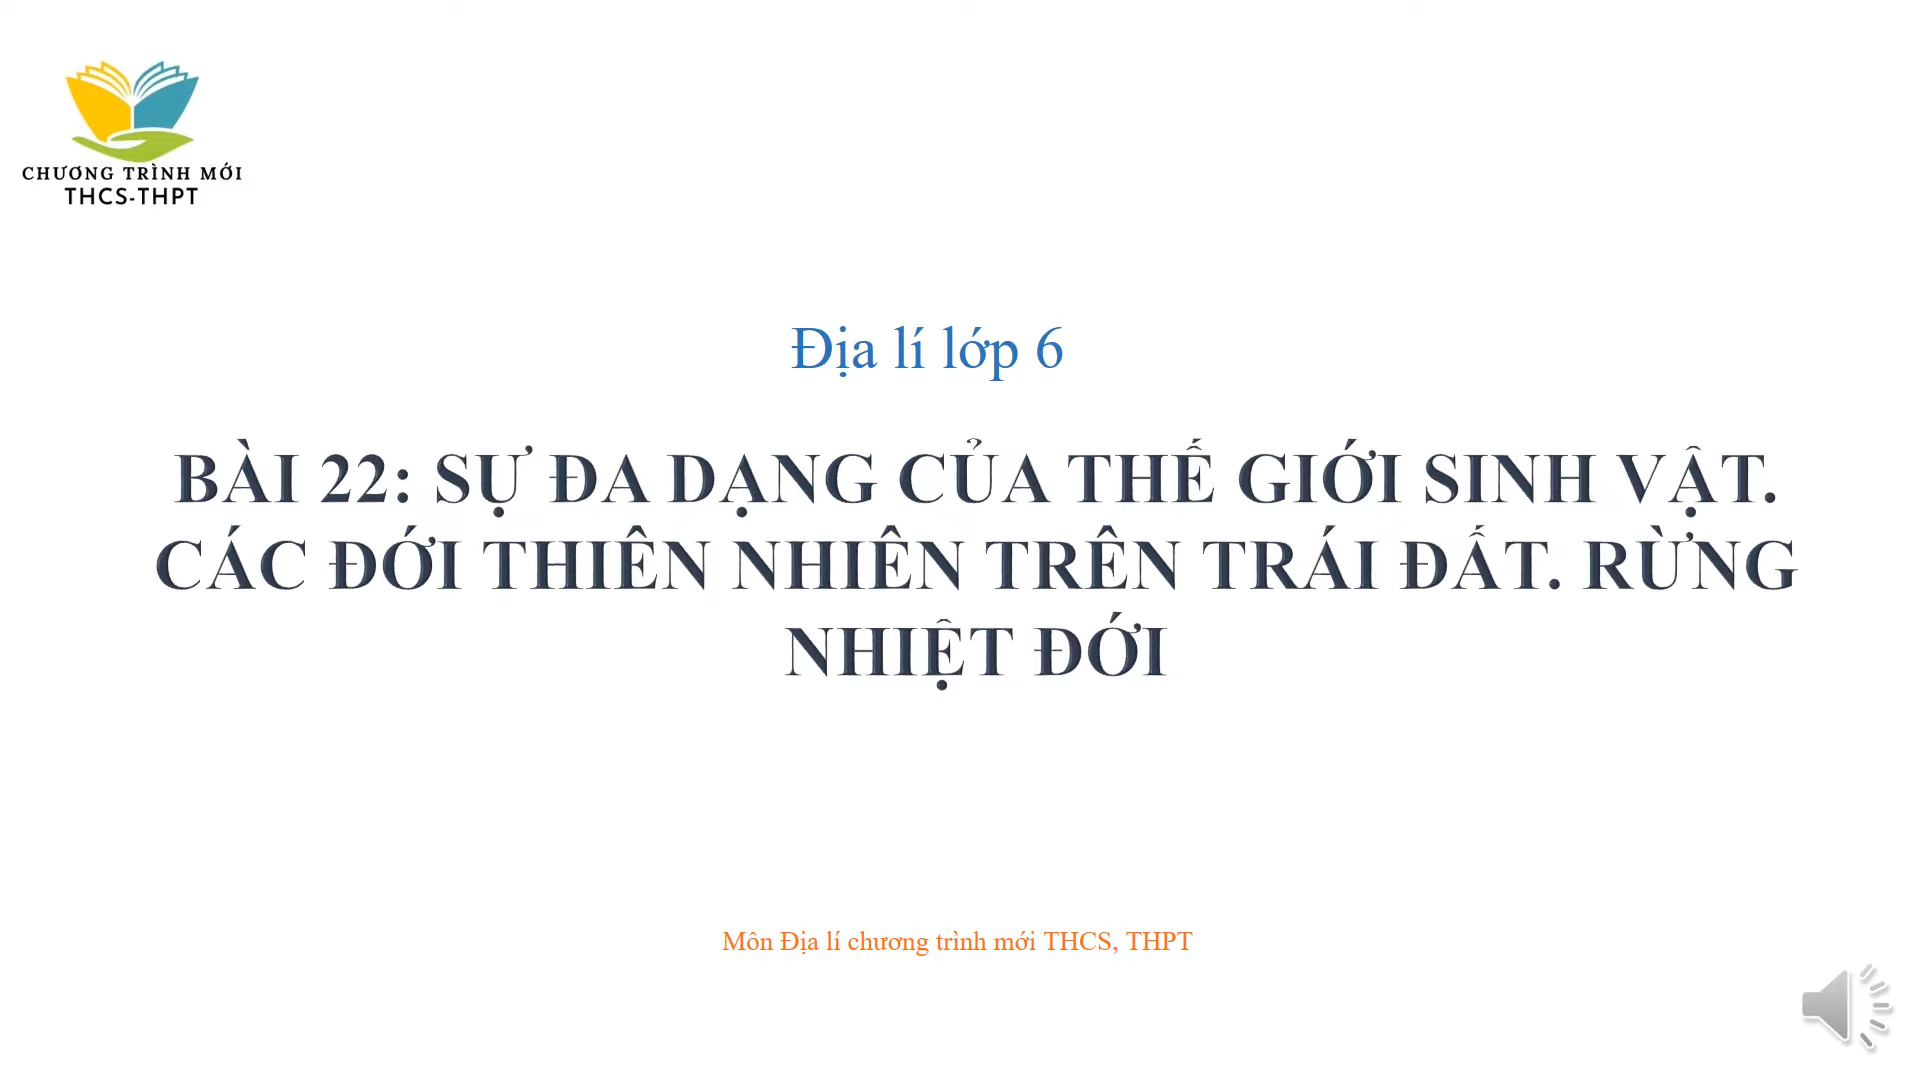 CHƯƠNG TRÌNH MỚI
THCS-THPT
Địa lí lớp 6
BÀI 22: SỰ ĐA DẠNG CỦA THẾ GIỚI SINH VẬT.
CÁC ĐỚI THIÊN NHIÊN TRÊN TRÁI ĐẤT. RỪNG
NHIỆT ĐỚI
Môn Địa lí chương trình mới THCS, THPT